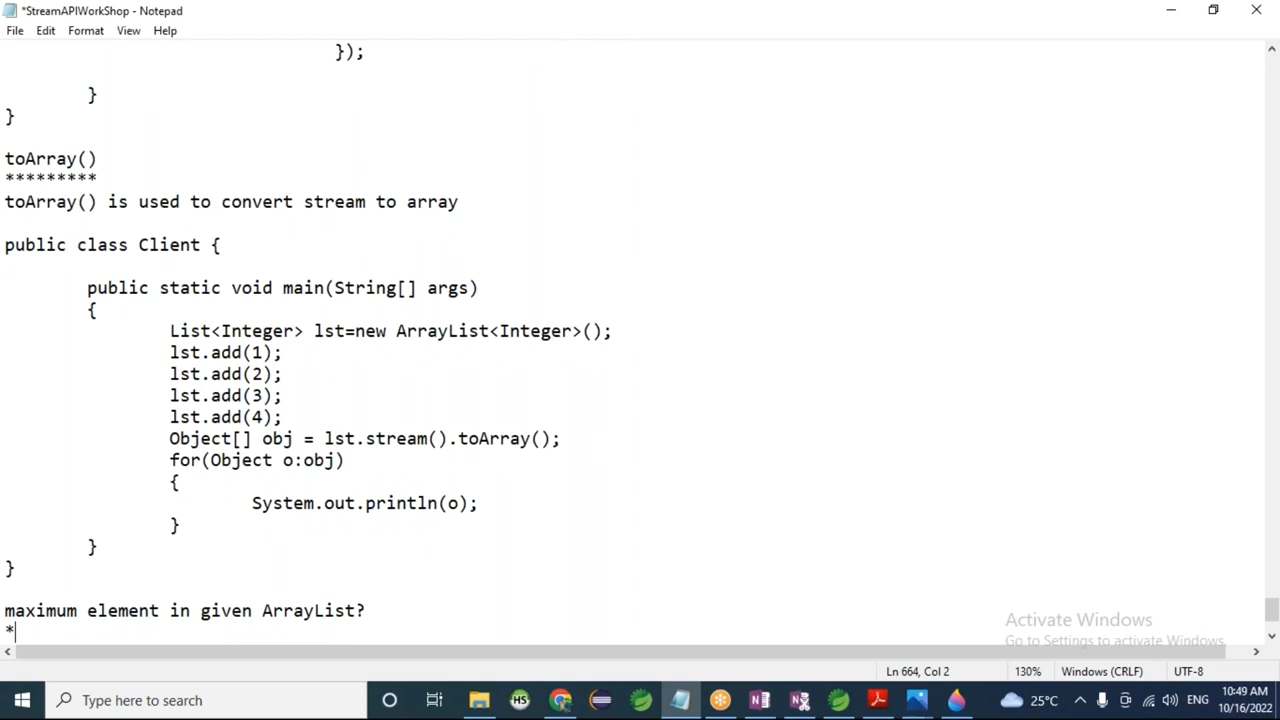 *StreamAPIWorkShop - Notepad
File Edit Format View Help
});
}
}
toArray()
*********
toArray() is used to convert stream to array
public class Client {
public static void main(String[] args)
{
List<Integer> lst=new ArrayList<Integer>();
lst.add(1);
lst.add(2);
lst.add(3);
lst.add(4);
Object[] obj = lst.stream().toArray();
for(Object o:obj)
{
System.out.println(o);
}
}
}
maximum element in given ArrayList?
*
Activate Windows
Go to Settings to activate Windows.
Ln 664, Col 2 130% Windows (CRLF) UTF-8
Type here to search
HS
25°C
ENG
10:49 AM
10/16/2022